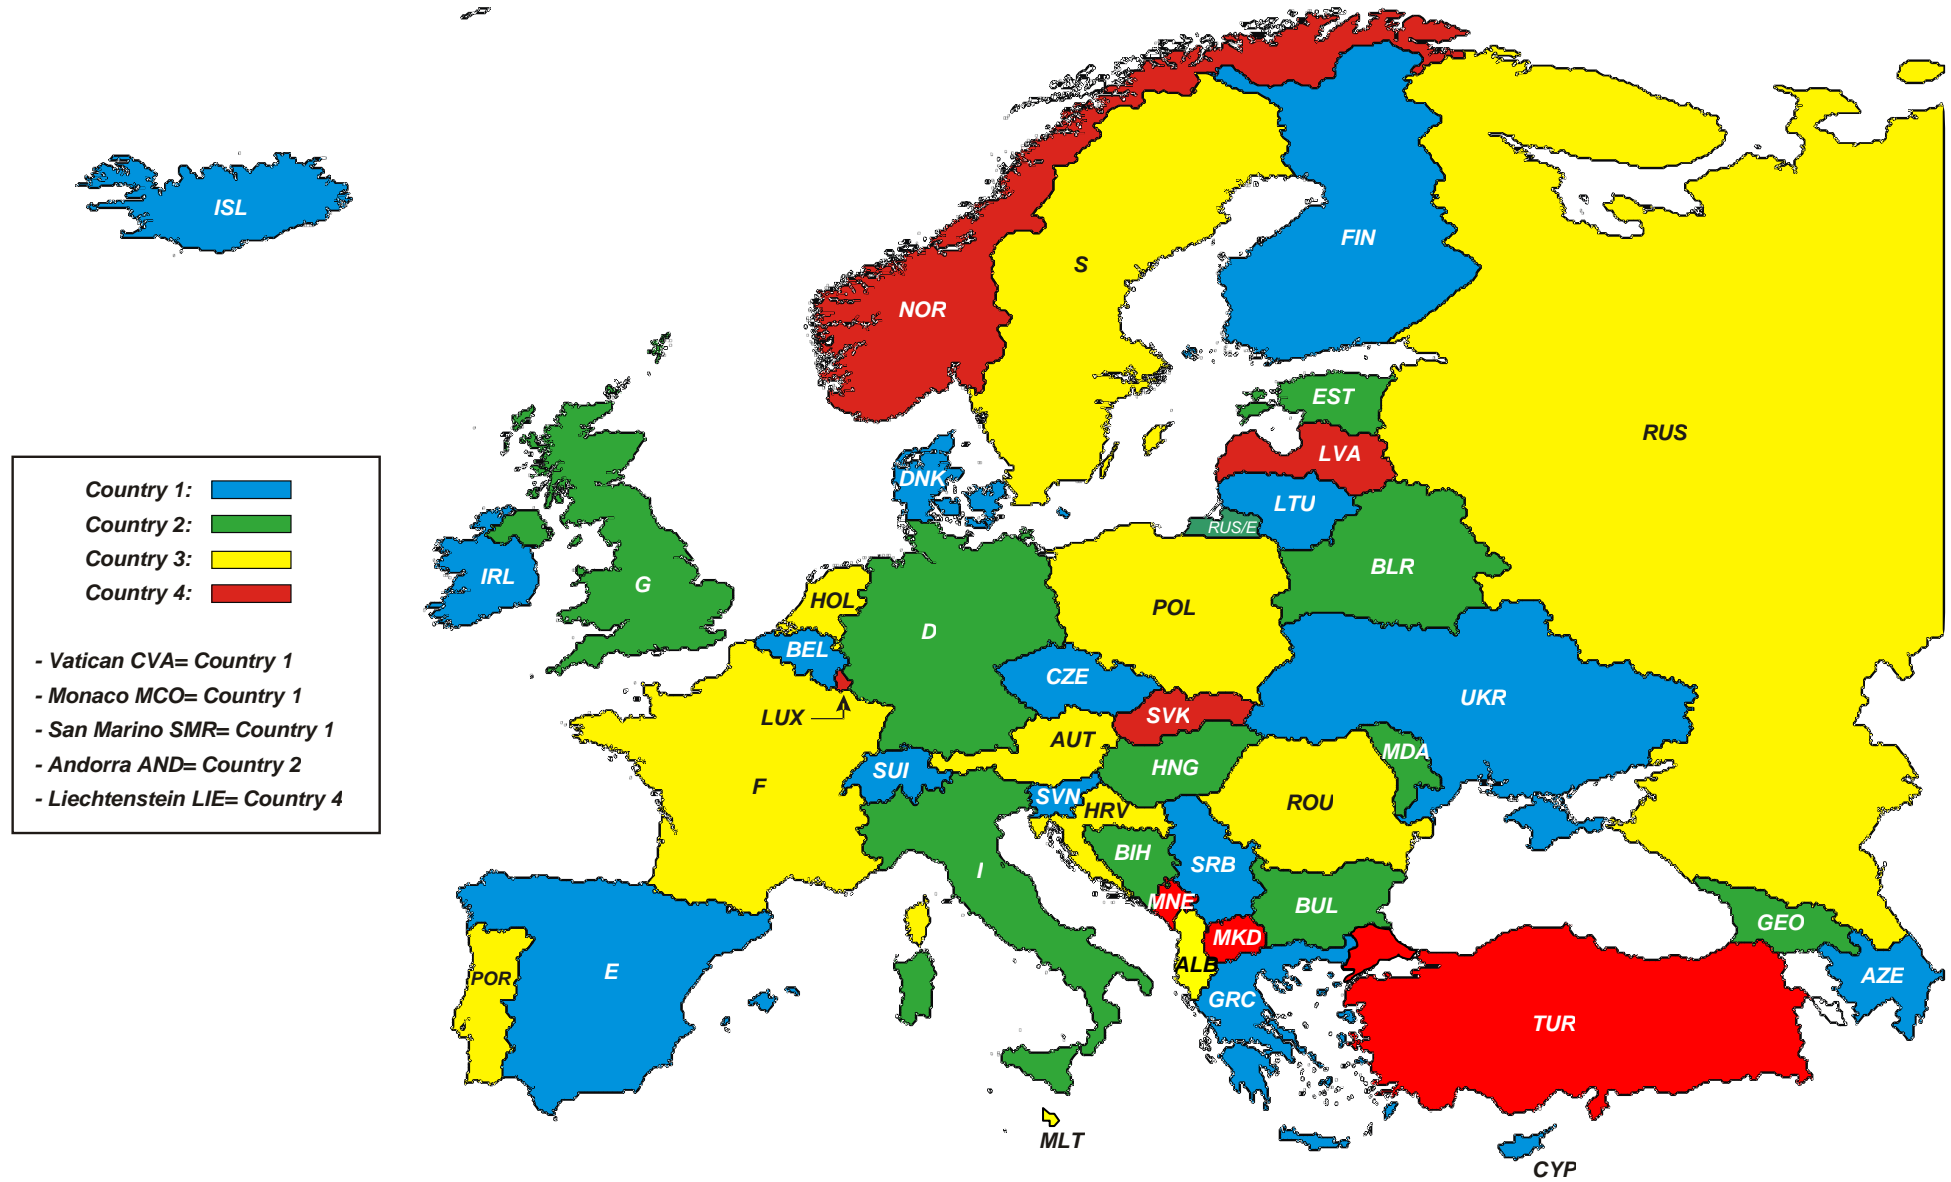 ISL
NOR
S
FIN
RUS
EST
LVA
LTU
RUS/E
BLR
DNK
IRL
G
HOL
BEL
LUX
D
POL
CZE
SVK
UKR
MDA
AUT
HNG
SUI
SVN
HRV
ROU
F
BIH
SRB
I
MNE
MKD
ALB
BUL
GRC
E
POR
GEO
AZE
TUR
MLT
CYP
Country 1:
Country 2:
Country 3:
Country 4:
- Vatican CVA= Country 1
- Monaco MCO= Country 1
- San Marino SMR= Country 1
- Andorra AND= Country 2
- Liechtenstein LIE= Country 4